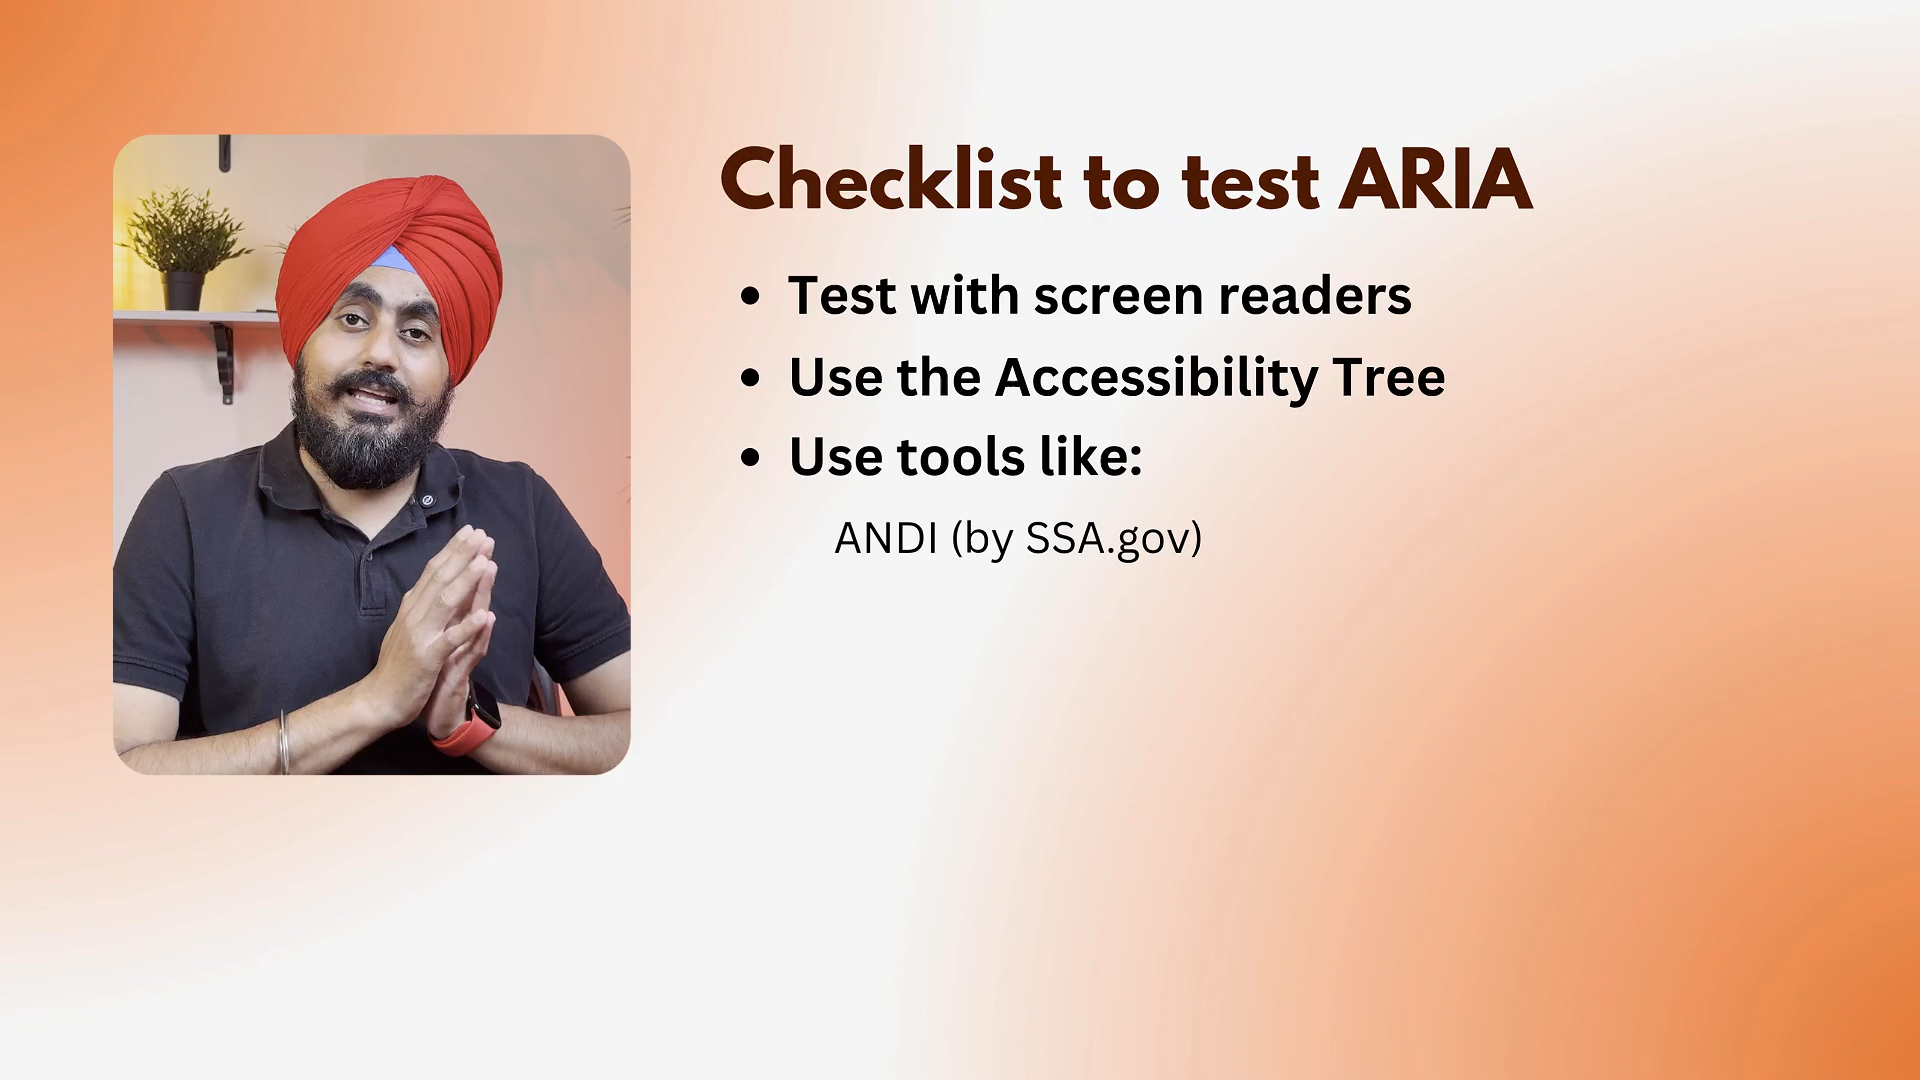 Checklist to test ARIA
• Test with screen readers
• Use the Accessibility Tree
• Use tools like:
ANDI (by SSA.gov)